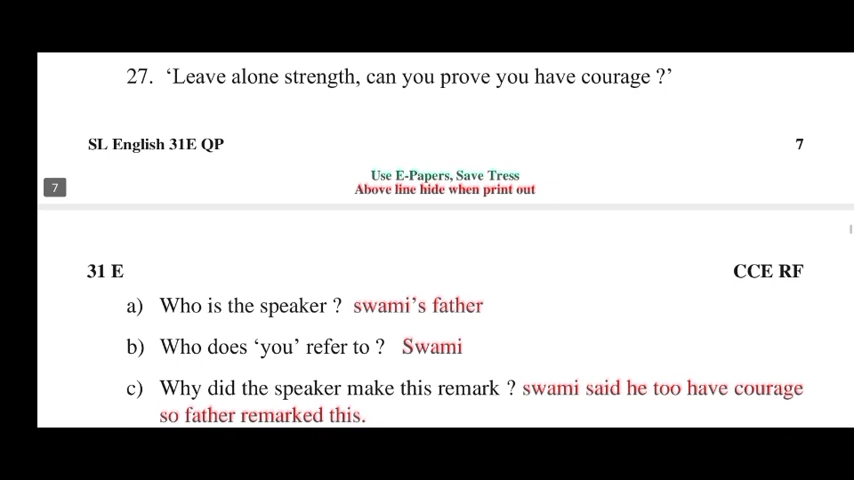 27. ‘Leave alone strength, can you prove you have courage ?’
SL English 31E QP 7
Use E-Papers, Save Tress
7
Above line hide when print out
31 E CCE RF
a) Who is the speaker ? swami’s father
b) Who does ‘you’ refer to ? Swami
c) Why did the speaker make this remark ? swami said he too have courage
so father remarked this.